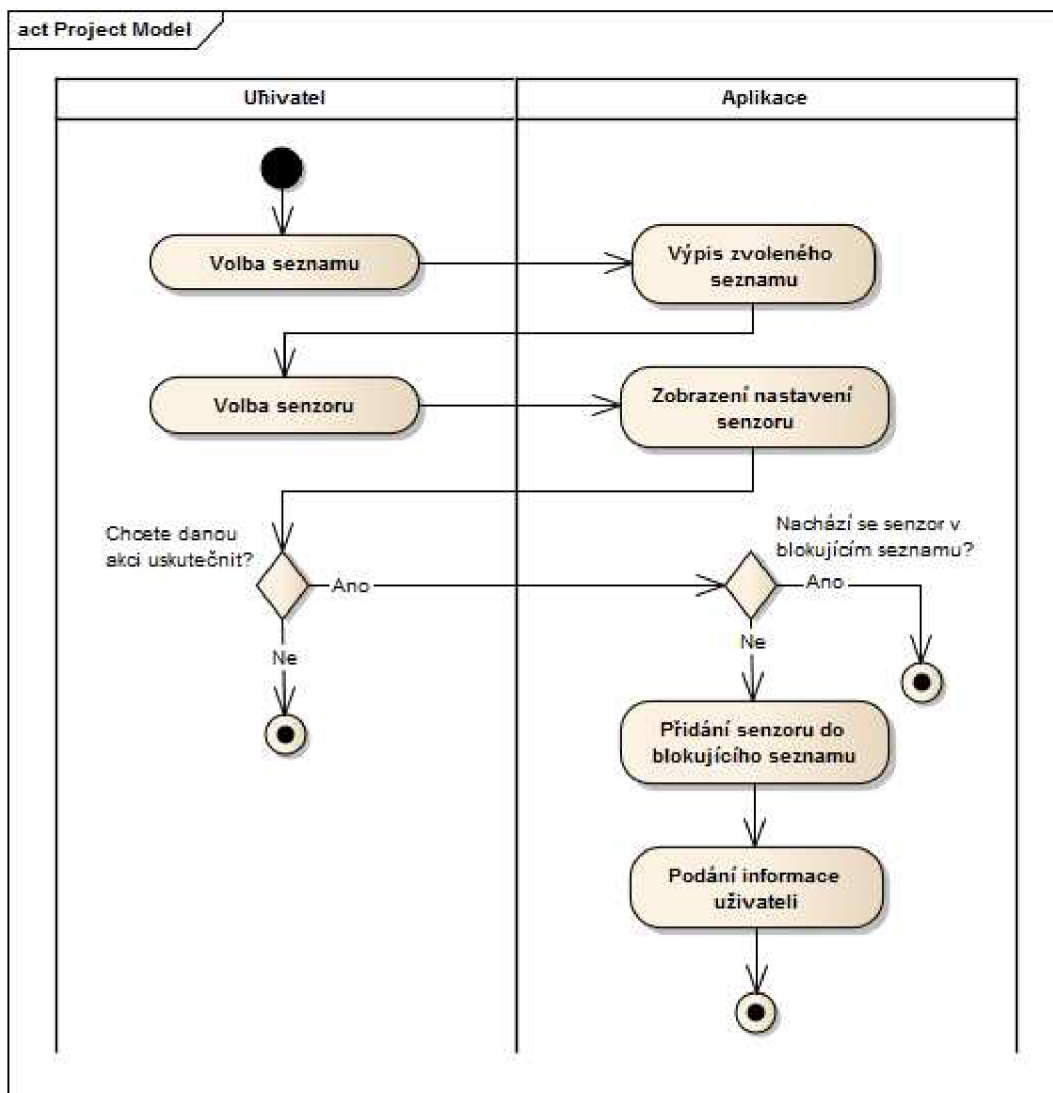 act Project Model
Uħivatel
Aplikace
Volba seznamu
Výpis zvoleného
seznamu
Volba senzoru
Zobrazení nastavení
senzoru
Chcete danou
akci uskutečnit?
Ano
Ne
Nachází se senzor v
blokujícím seznamu?
Ano
Ne
Přidání senzoru do
blokujícího seznamu
Podání informace
uživateli